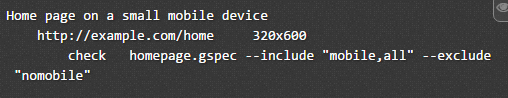 Home page on a small mobile device
    http://example.com/home     320x600
        check   homepage.gspec --include "mobile,all" --exclude
 "nomobile"